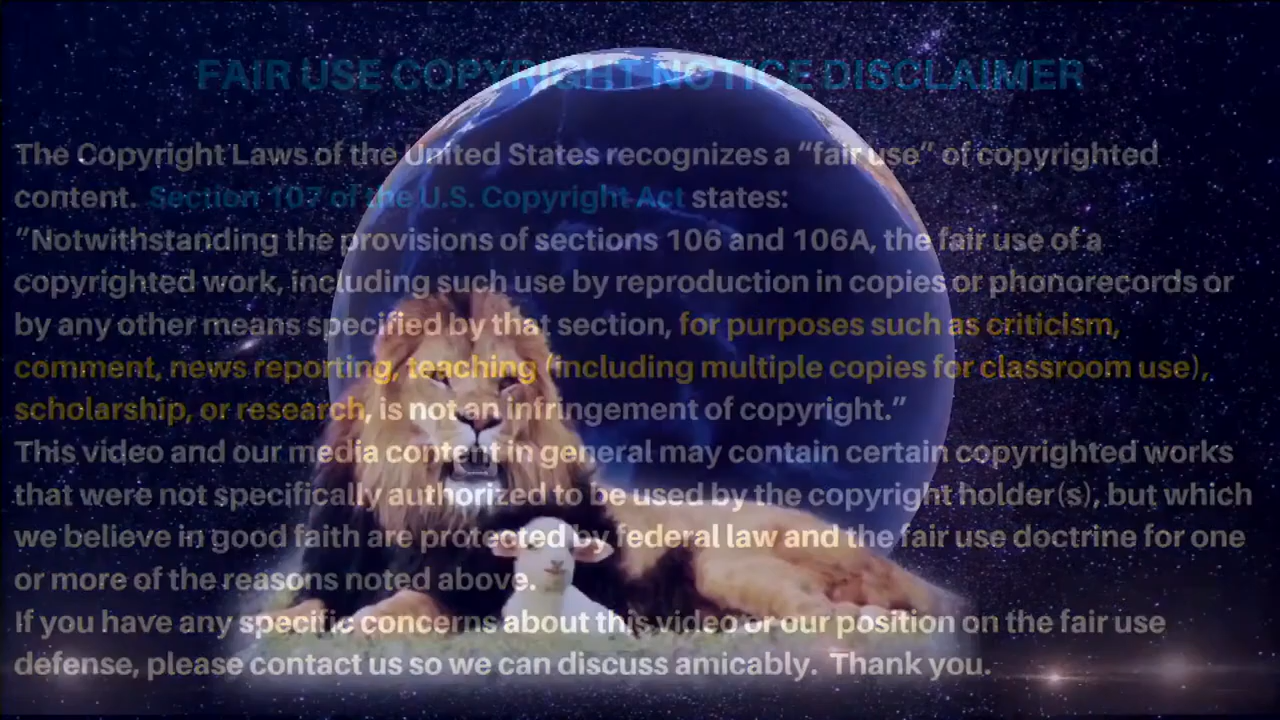 FAIR USE COPYRIGHT NOTICE DISCLAIMER
The Copyright Laws of the United States recognizes a “fair use” of copyrighted
content. Section 107 of the U.S. Copyright Act states:
“Notwithstanding the provisions of sections 106 and 106A, the fair use of a
copyrighted work, including such use by reproduction in copies or phonorecords or
by any other means specified by that section, for purposes such as criticism,
comment, news reporting, teaching (including multiple copies for classroom use),
scholarship, or research, is not an infringement of copyright.”
This video and our media content in general may contain certain copyrighted works
that were not specifically authorized to be used by the copyright holder(s), but which
we believe in good faith are protected by federal law and the fair use doctrine for one
or more of the reasons noted above.
If you have any specific concerns about this video or our position on the fair use
defense, please contact us so we can discuss amicably. Thank you.